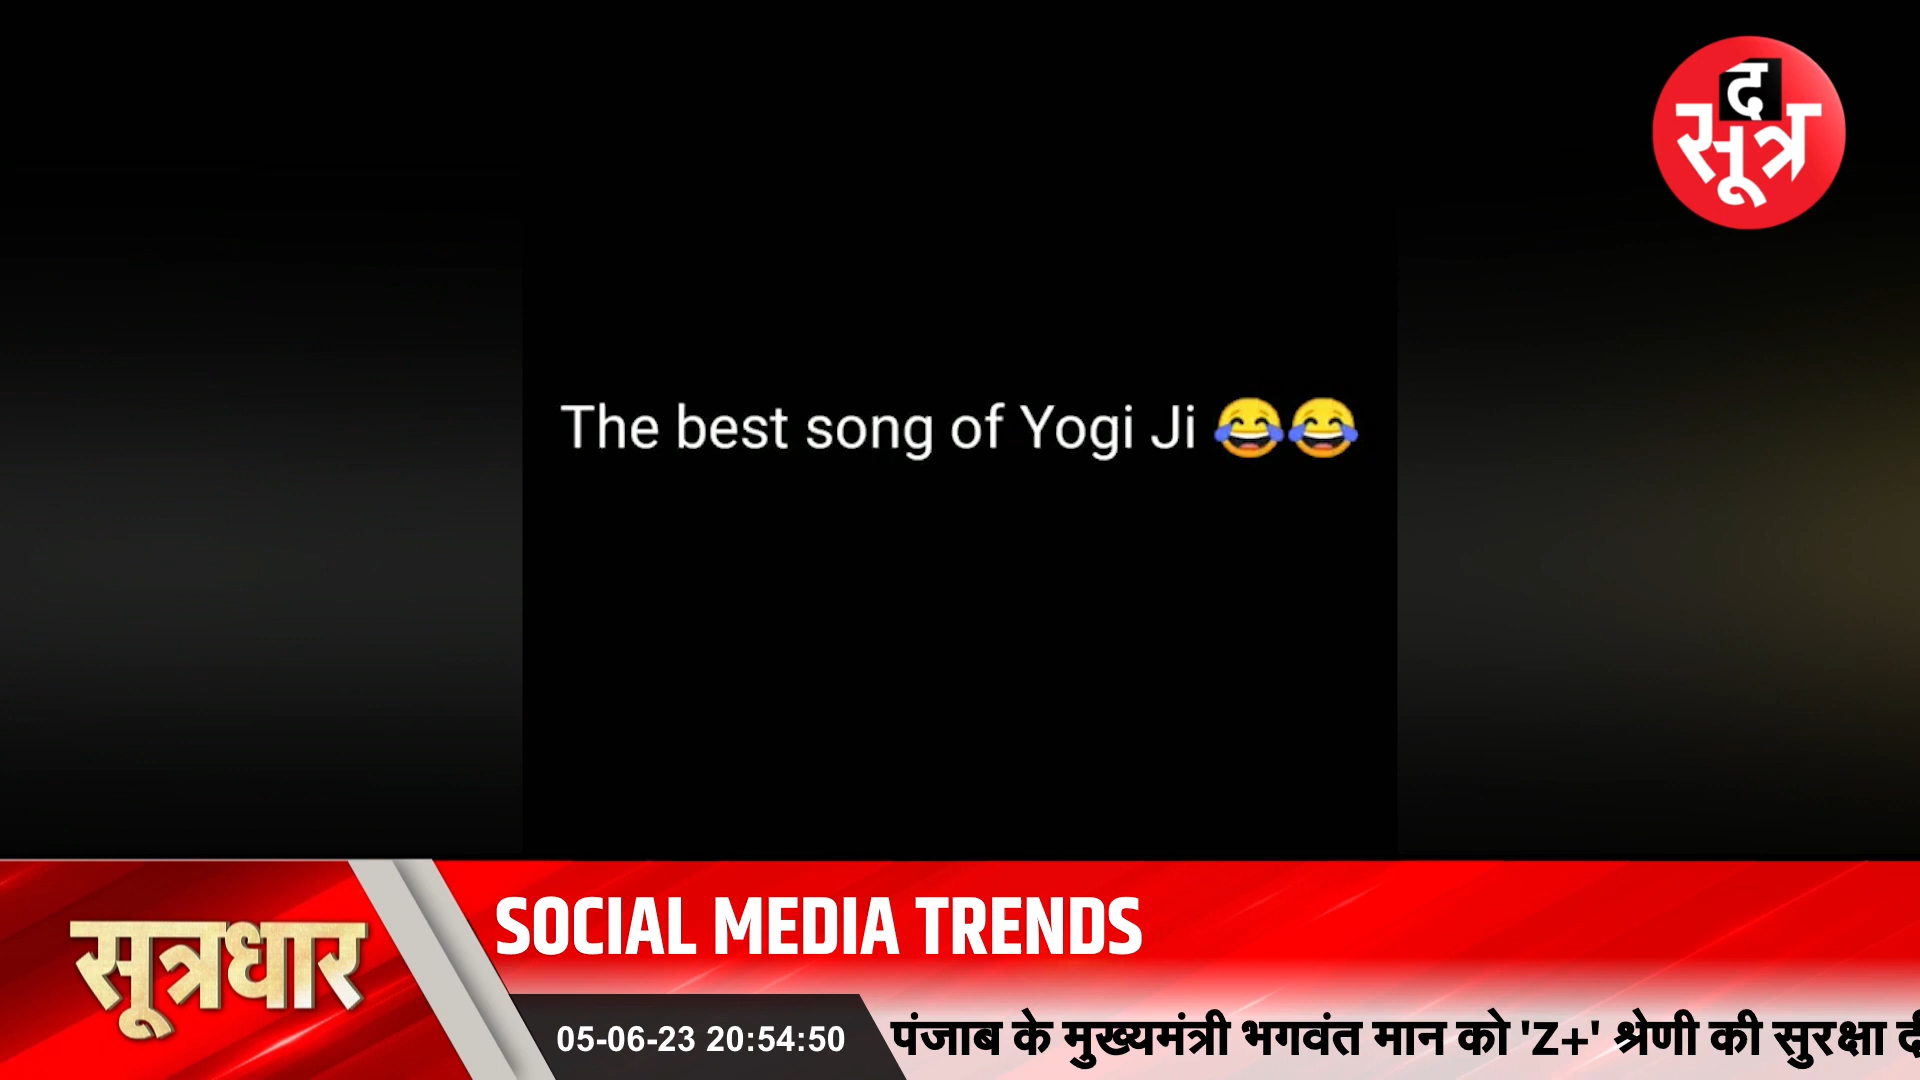 द
सूत्र
The best song of Yogi Ji 😂😂
SOCIAL MEDIA TRENDS
सूत्रधार
05-06-23 20:54:50
पंजाब के मुख्यमंत्री भगवंत मान को 'Z+' श्रेणी की सुरक्षा